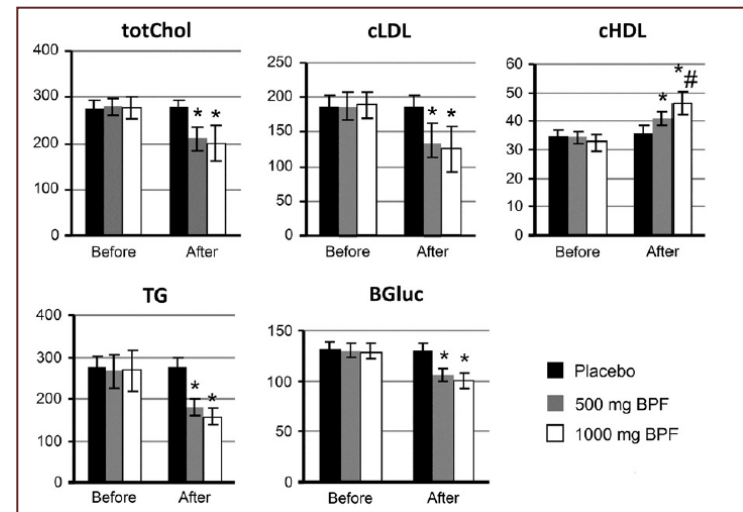 totChol
400
300
200
100
0
* *
Before After
cLDL
250
200
150
100
50
0
* *
Before After
cHDL
60
50
40
30
20
10
0
* *#
Before After
TG
400
300
200
100
0
* *
Before After
BGluc
150
100
50
0
* *
Before After
Placebo
500 mg BPF
1000 mg BPF